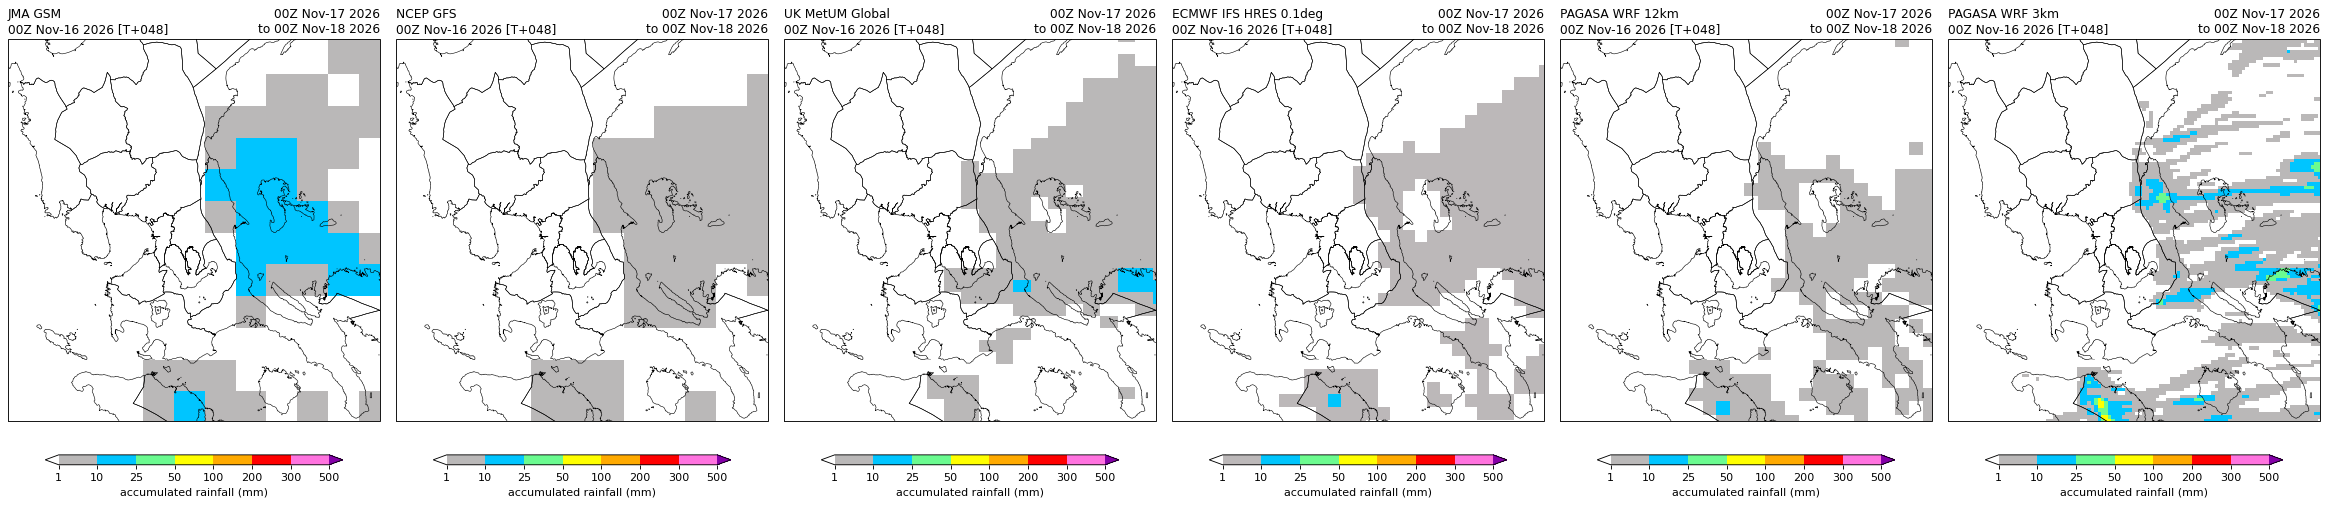 JMA GSM
00Z Nov-16 2026 [T+048]
00Z Nov-17 2026
to 00Z Nov-18 2026
1 10 25 50 100 200 300 500
accumulated rainfall (mm)
NCEP GFS
00Z Nov-16 2026 [T+048]
00Z Nov-17 2026
to 00Z Nov-18 2026
1 10 25 50 100 200 300 500
accumulated rainfall (mm)
UK MetUM Global
00Z Nov-16 2026 [T+048]
00Z Nov-17 2026
to 00Z Nov-18 2026
1 10 25 50 100 200 300 500
accumulated rainfall (mm)
ECMWF IFS HRES 0.1deg
00Z Nov-16 2026 [T+048]
00Z Nov-17 2026
to 00Z Nov-18 2026
1 10 25 50 100 200 300 500
accumulated rainfall (mm)
PAGASA WRF 12km
00Z Nov-16 2026 [T+048]
00Z Nov-17 2026
to 00Z Nov-18 2026
1 10 25 50 100 200 300 500
accumulated rainfall (mm)
PAGASA WRF 3km
00Z Nov-16 2026 [T+048]
00Z Nov-17 2026
to 00Z Nov-18 2026
1 10 25 50 100 200 300 500
accumulated rainfall (mm)